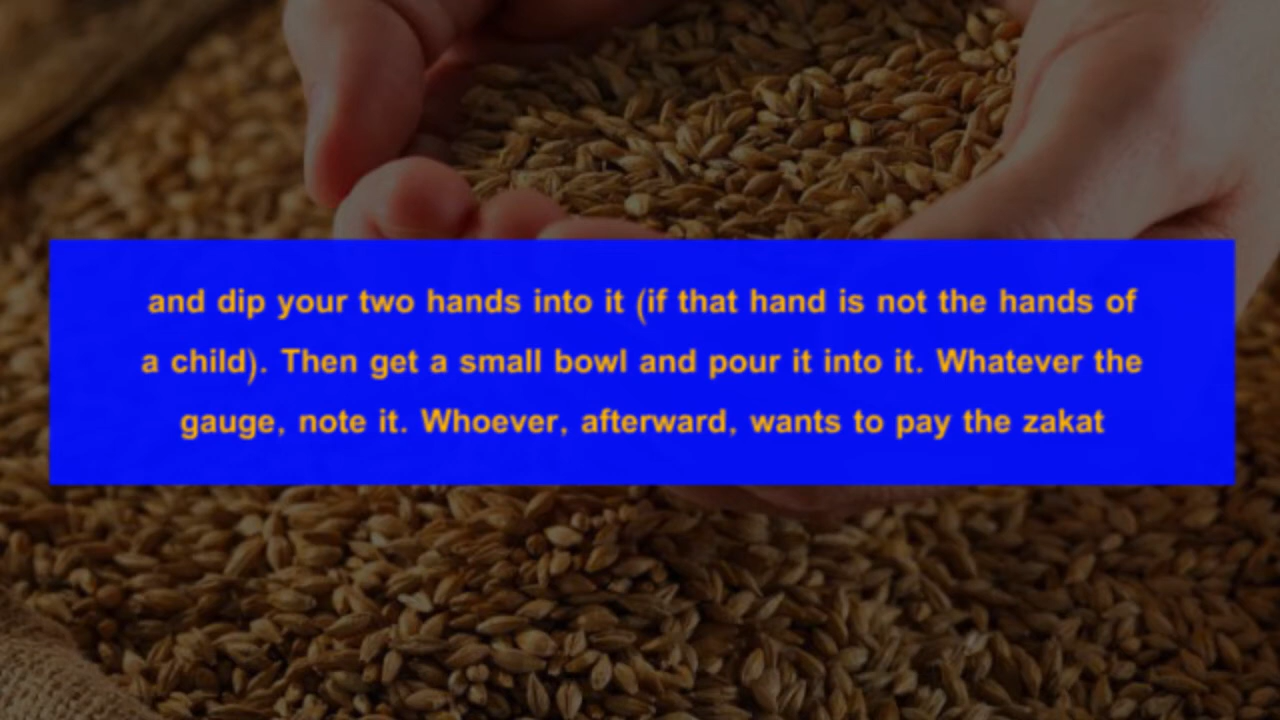 and dip your two hands into it (if that hand is not the hands of
a child). Then get a small bowl and pour it into it. Whatever the
gauge, note it. Whoever, afterward, wants to pay the zakat